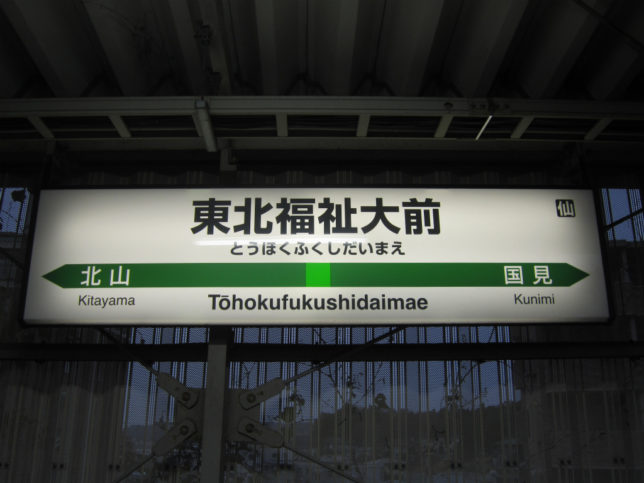 東北福祉大前
仙
とうほくふくしだいまえ
北山
国見
Kitayama
Tōhokufukushidaimae
Kunimi